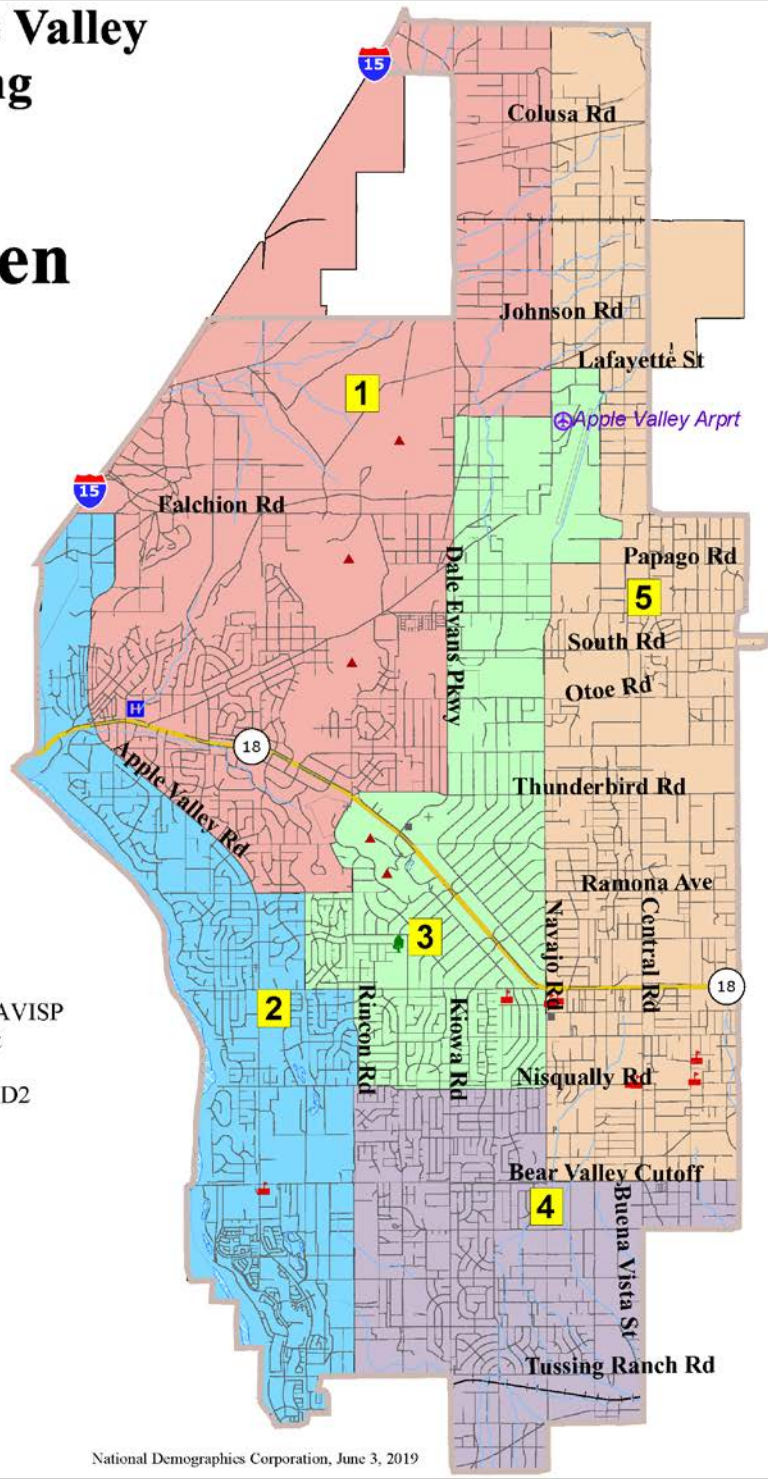 Valley
ng
en
15
Colusa Rd
Johnson Rd
Lafayette St
1
Apple Valley Arprt
15
Falchion Rd
Dale Evans Pkwy
Papago Rd
5
South Rd
Otoe Rd
H
18
Apple Valley Rd
Thunderbird Rd
Ramona Ave
Navajo Rd
Central Rd
3
2
Rincon Rd
Kiowa Rd
18
AVISP
D2
Nisqually Rd
Bear Valley Cutoff
4
Buena Vista St
Tussing Ranch Rd
National Demographics Corporation, June 3, 2019